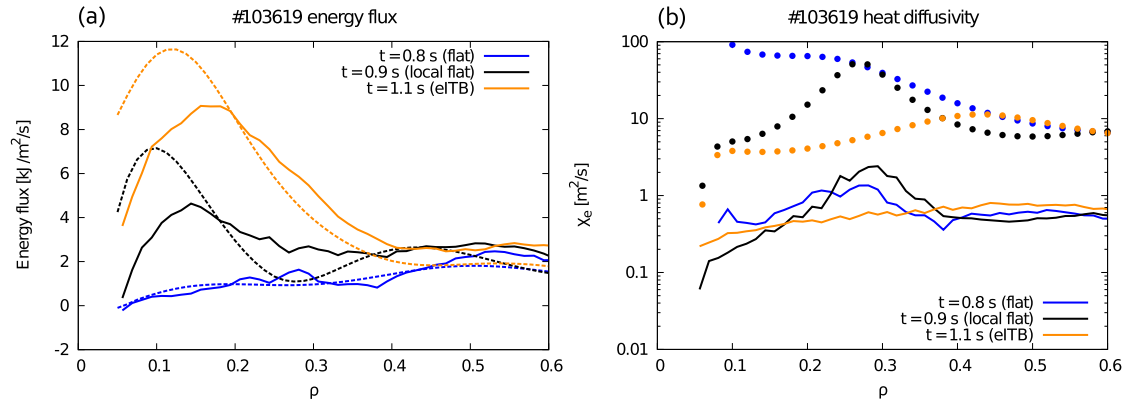 (a)
#103619 energy flux
12
10
8
6
4
2
0
-2
0
0.1
0.2
0.3
0.4
0.5
0.6
Energy flux [kJ/m²/s]
ρ
t = 0.8 s (flat)
t = 0.9 s (local flat)
t = 1.1 s (eITB)
(b)
#103619 heat diffusivity
100
10
1
0.1
0.01
0
0.1
0.2
0.3
0.4
0.5
0.6
χe [m²/s]
ρ
t = 0.8 s (flat)
t = 0.9 s (local flat)
t = 1.1 s (eITB)